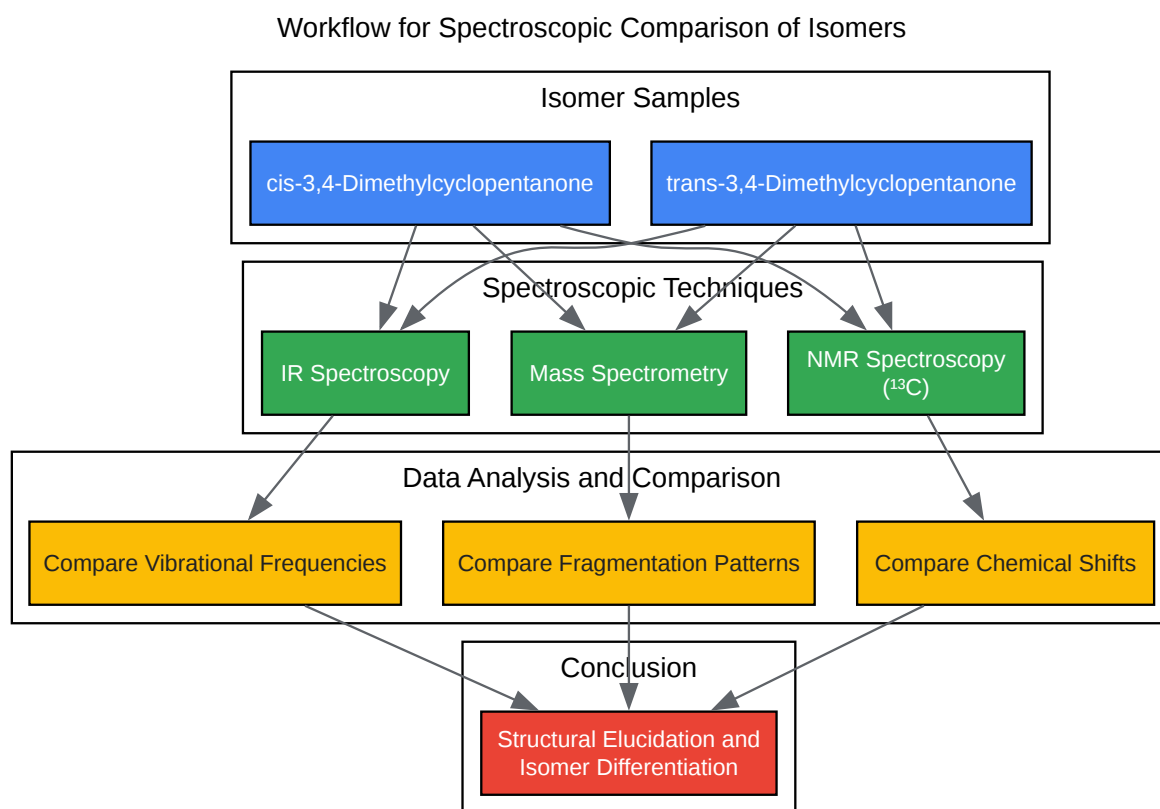 Workflow for Spectroscopic Comparison of Isomers
Isomer Samples
cis-3,4-Dimethylcyclopentanone
trans-3,4-Dimethylcyclopentanone
Spectroscopic Techniques
IR Spectroscopy
Mass Spectrometry
NMR Spectroscopy
(¹³C)
Data Analysis and Comparison
Compare Vibrational Frequencies
Compare Fragmentation Patterns
Compare Chemical Shifts
Conclusion
Structural Elucidation and
Isomer Differentiation